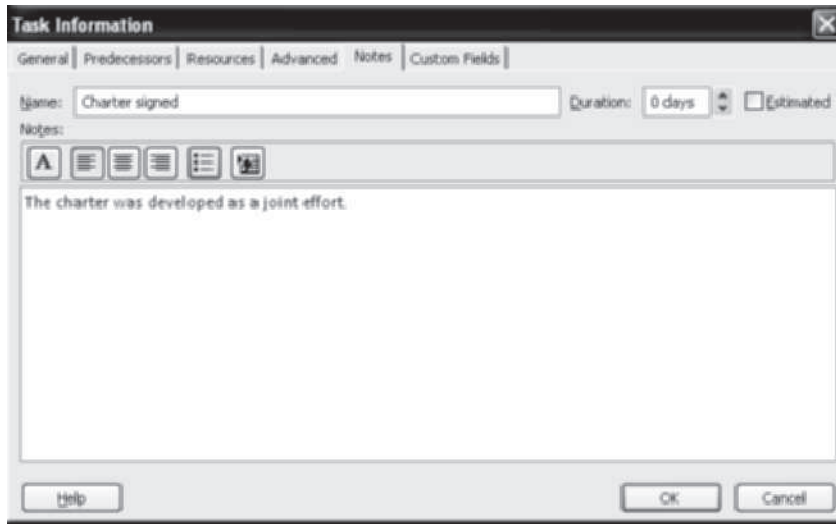 Task Information
General Predecessors Resources Advanced Notes Custom Fields
Name: Charter signed Duration: 0 days Estimated
Notes:
A
The charter was developed as a joint effort.
Help OK Cancel